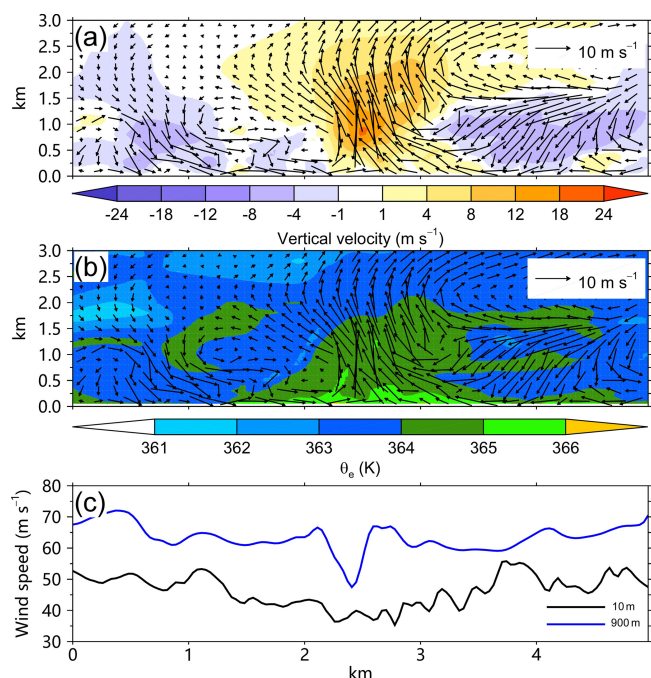 (a)
10 m s⁻¹
km
3.0
2.5
2.0
1.5
1.0
0.5
0.0
-24 -18 -12 -8 -4 -1 1 4 8 12 18 24
Vertical velocity (m s⁻¹)
(b)
10 m s⁻¹
km
3.0
2.5
2.0
1.5
1.0
0.5
0.0
361 362 363 364 365 366
θe (K)
(c)
Wind speed (m s⁻¹)
80
70
60
50
40
30
10 m
900 m
0 1 2 3 4
km